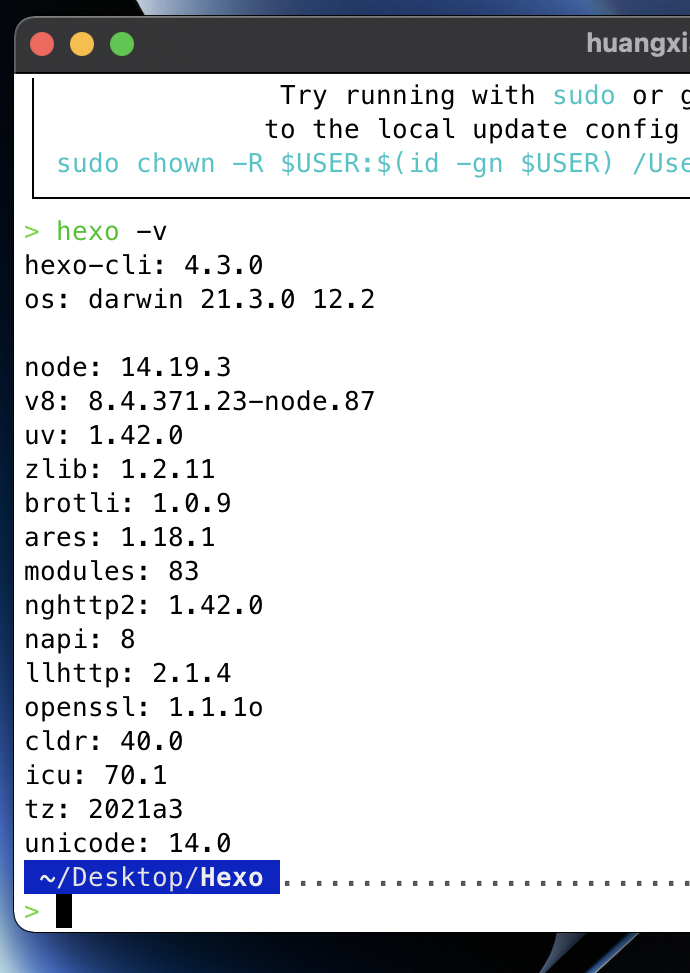 huangxi
Try running with sudo or
to the local update config
sudo chown -R $USER:$(id -gn $USER) /Use
> hexo -v
hexo-cli: 4.3.0
os: darwin 21.3.0 12.2
node: 14.19.3
v8: 8.4.371.23-node.87
uv: 1.42.0
zlib: 1.2.11
brotli: 1.0.9
ares: 1.18.1
modules: 83
nghttp2: 1.42.0
napi: 8
llhttp: 2.1.4
openssl: 1.1.1o
cldr: 40.0
icu: 70.1
tz: 2021a3
unicode: 14.0
~/Desktop/Hexo ..........................
>